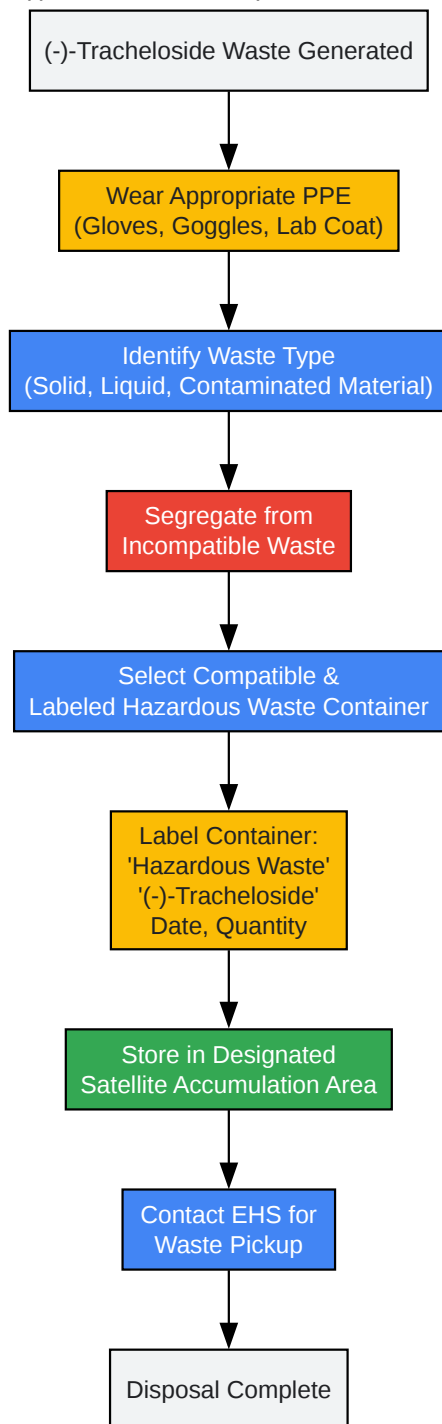 (-)-Tracheloside Waste Generated
Wear Appropriate PPE
(Gloves, Goggles, Lab Coat)
Identify Waste Type
(Solid, Liquid, Contaminated Material)
Segregate from
Incompatible Waste
Select Compatible &
Labeled Hazardous Waste Container
Label Container:
'Hazardous Waste'
'(-)-Tracheloside'
Date, Quantity
Store in Designated
Satellite Accumulation Area
Contact EHS for
Waste Pickup
Disposal Complete